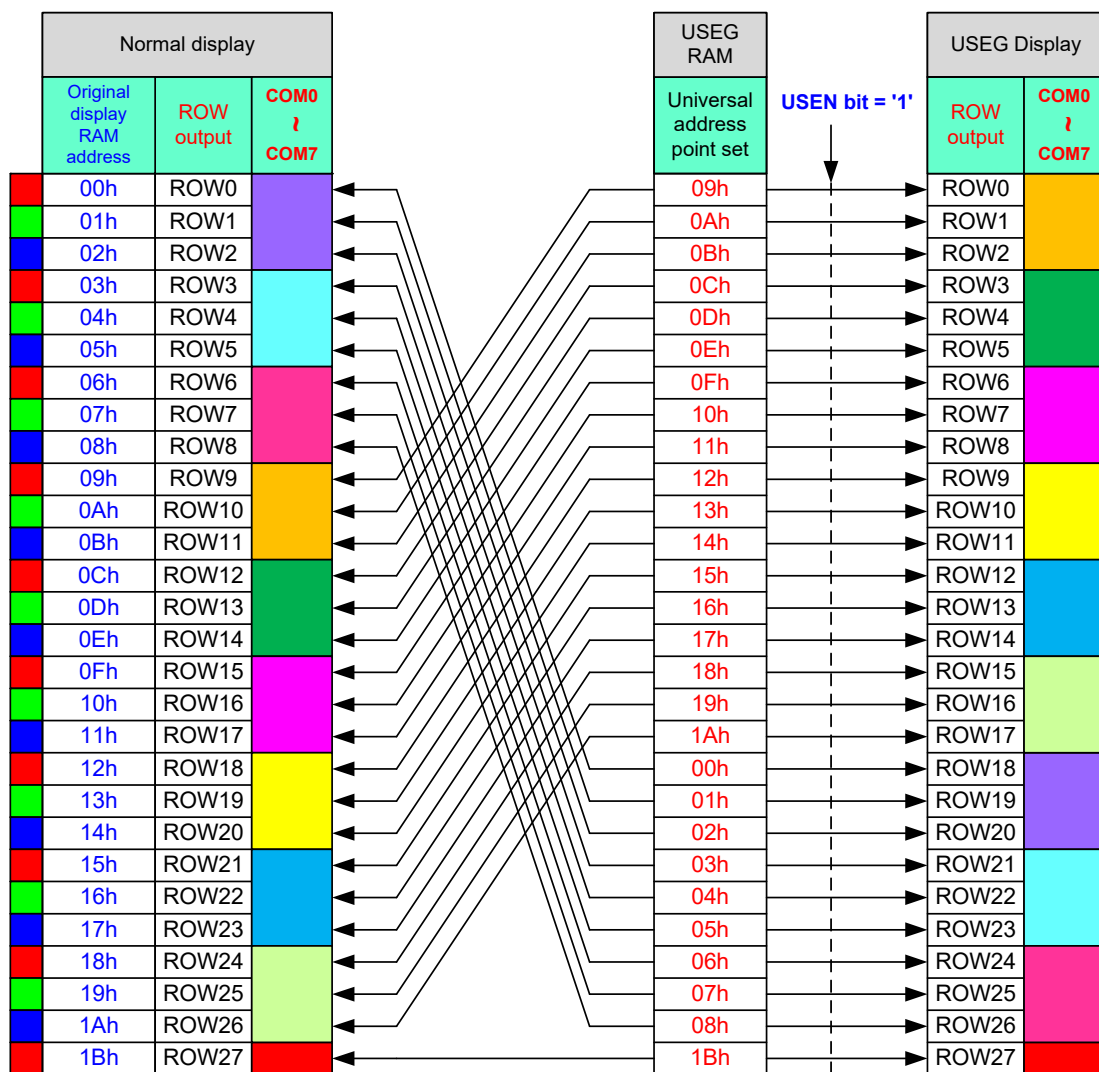 Normal display
USEG
RAM
USEG Display
Original
display
RAM
address
ROW
output
COM0
~
COM7
Universal
address
point set
USEN bit = '1'
ROW
output
COM0
~
COM7
00h ROW0 09h ROW0
01h ROW1 0Ah ROW1
02h ROW2 0Bh ROW2
03h ROW3 0Ch ROW3
04h ROW4 0Dh ROW4
05h ROW5 0Eh ROW5
06h ROW6 0Fh ROW6
07h ROW7 10h ROW7
08h ROW8 11h ROW8
09h ROW9 12h ROW9
0Ah ROW10 13h ROW10
0Bh ROW11 14h ROW11
0Ch ROW12 15h ROW12
0Dh ROW13 16h ROW13
0Eh ROW14 17h ROW14
0Fh ROW15 18h ROW15
10h ROW16 19h ROW16
11h ROW17 1Ah ROW17
12h ROW18 00h ROW18
13h ROW19 01h ROW19
14h ROW20 02h ROW20
15h ROW21 03h ROW21
16h ROW22 04h ROW22
17h ROW23 05h ROW23
18h ROW24 06h ROW24
19h ROW25 07h ROW25
1Ah ROW26 08h ROW26
1Bh ROW27 1Bh ROW27